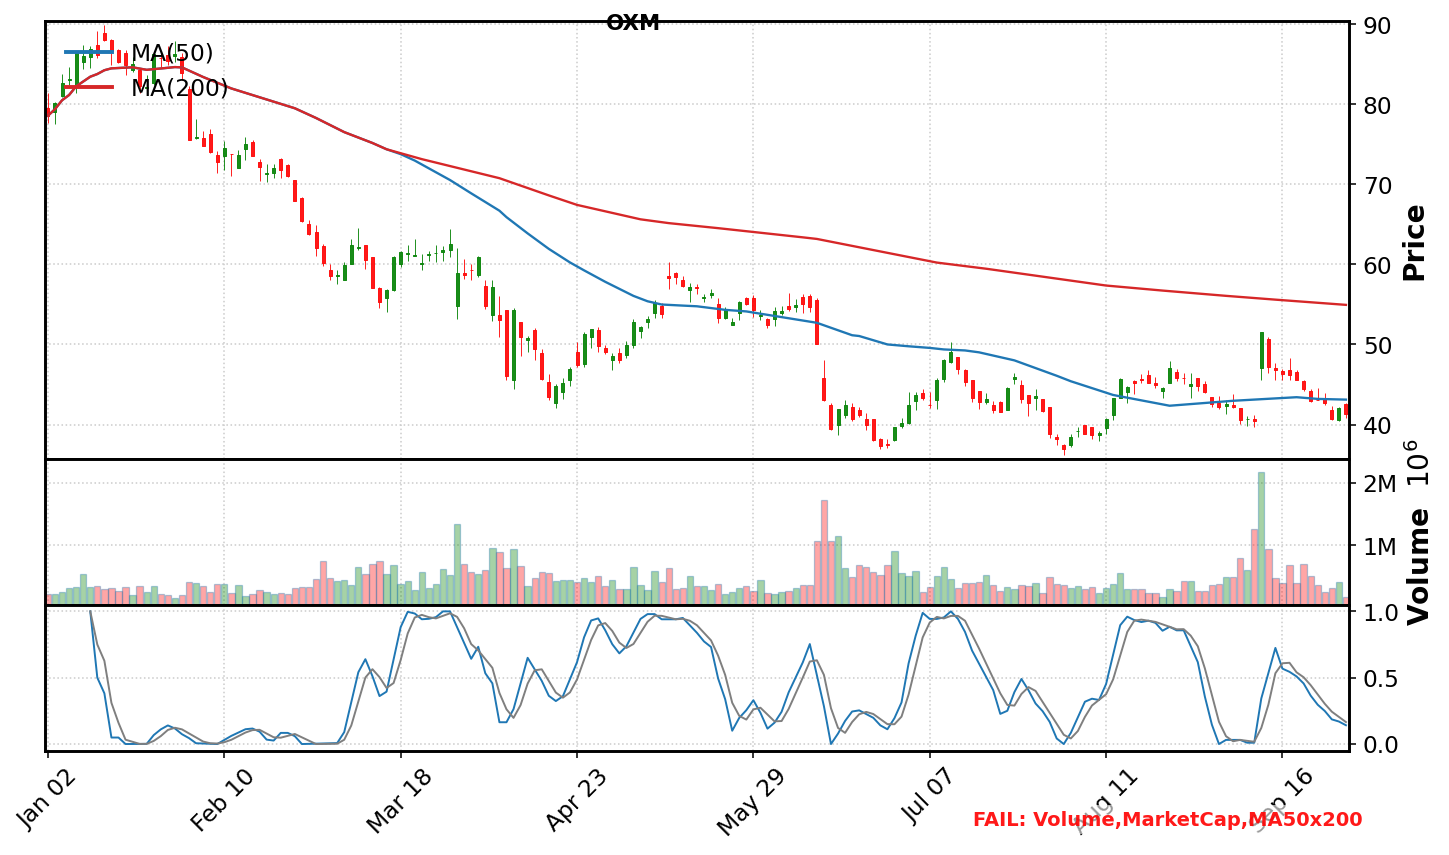 OXM
MA(50)
MA(200)
90
80
70
60
50
40
Price
2M
1M
Volume 10^6
1.0
0.5
0.0
Jan 02
Feb 10
Mar 18
Apr 23
May 29
Jul 07
Aug 11
Sep 16
FAIL: Volume,MarketCap,MA50x200